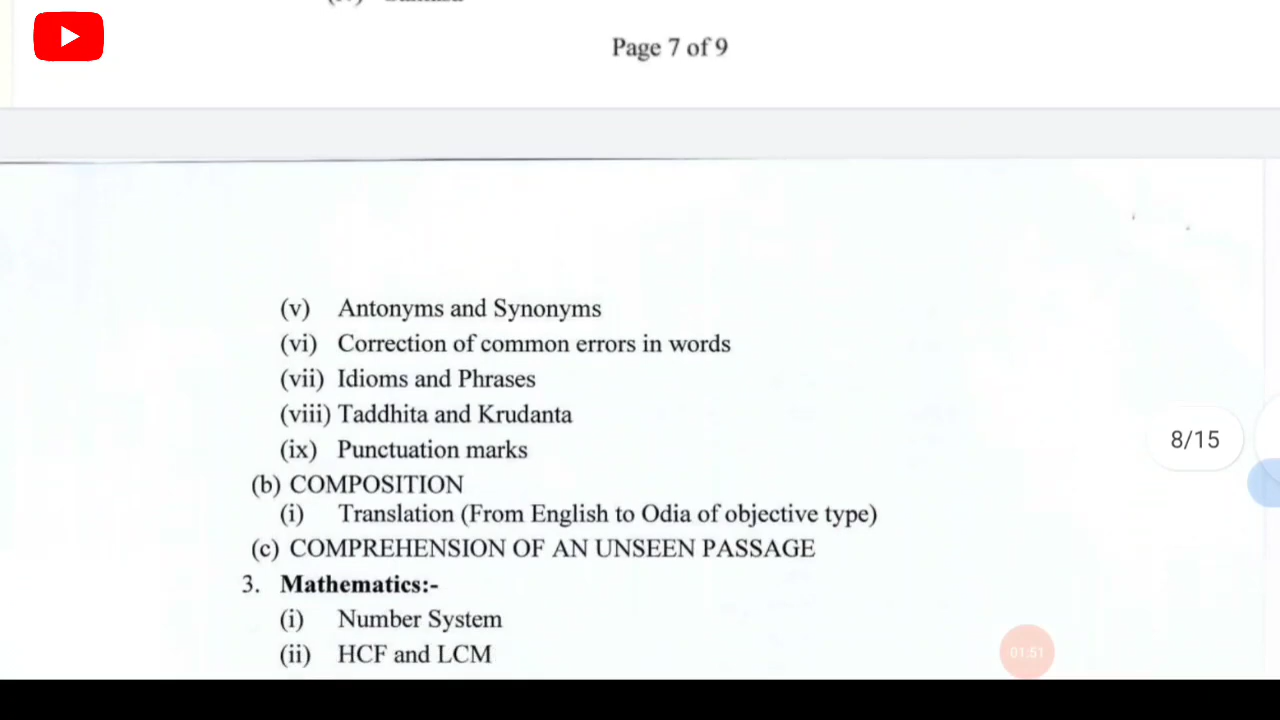 Page 7 of 9
(v) Antonyms and Synonyms
(vi) Correction of common errors in words
(vii) Idioms and Phrases
(viii) Taddhita and Krudanta
(ix) Punctuation marks
8/15
(b) COMPOSITION
(i) Translation (From English to Odia of objective type)
(c) COMPREHENSION OF AN UNSEEN PASSAGE
3. Mathematics:-
(i) Number System
(ii) HCF and LCM
01:51